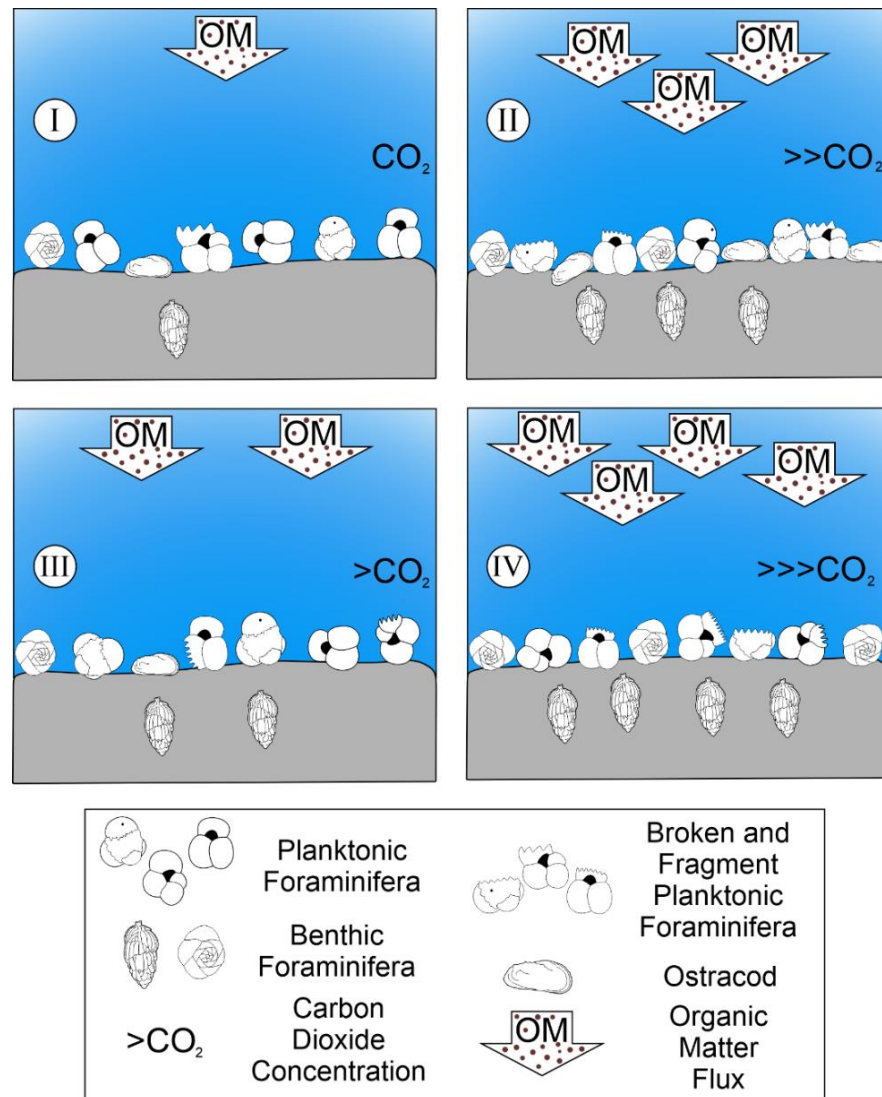 OM
I
CO₂
OM
OM
OM
II
>>CO₂
OM
OM
III
>CO₂
OM
OM
OM
OM
IV
>>>CO₂
Planktonic
Foraminifera
Benthic
Foraminifera
>CO₂
Carbon
Dioxide
Concentration
Broken and
Fragment
Planktonic
Foraminifera
Ostracod
OM
Organic
Matter
Flux